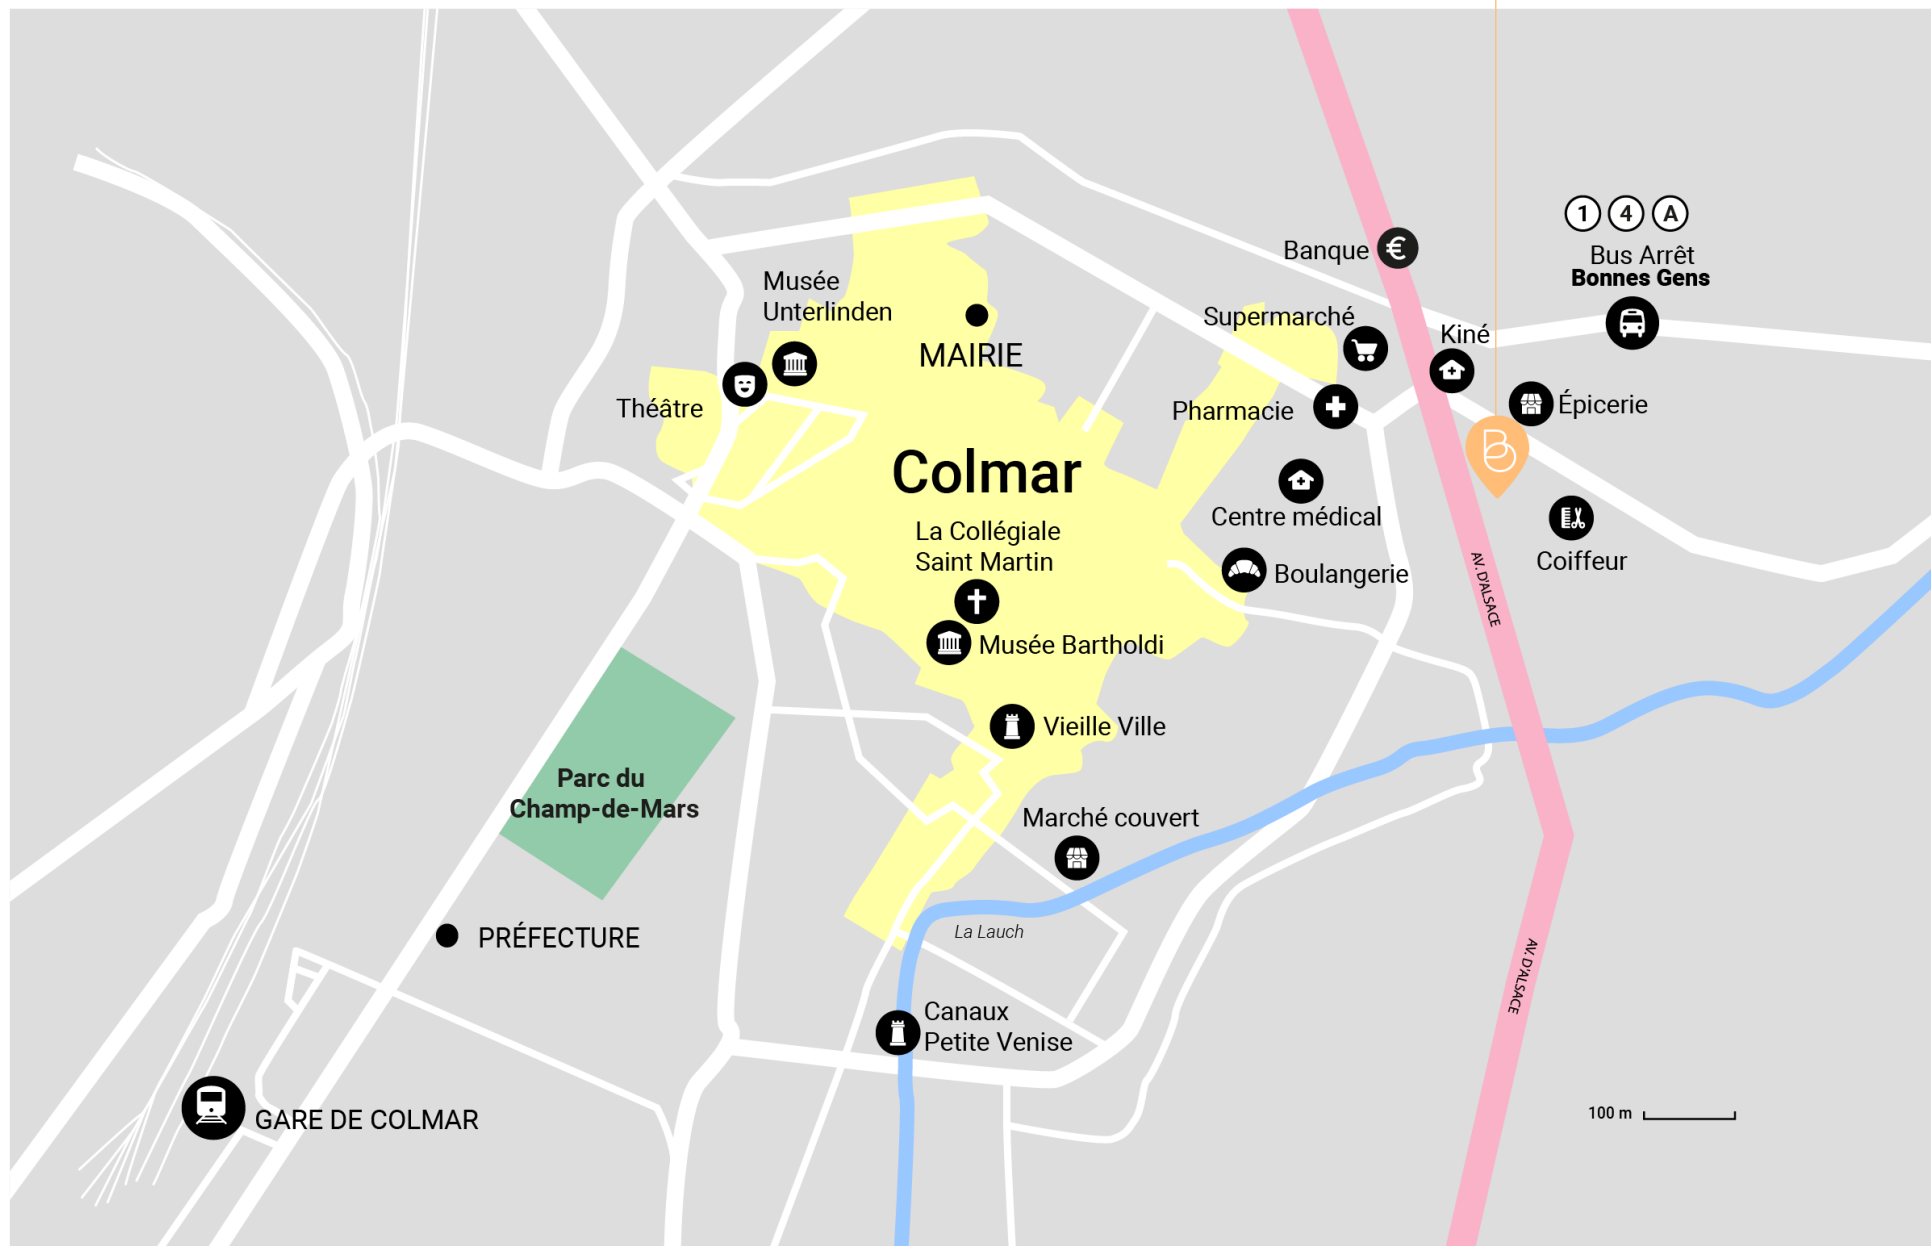 1 4 A
Bus Arrêt
Bonnes Gens
Banque €
Musée
Unterlinden
Supermarché
Kiné
MAIRIE
Théâtre
Pharmacie
Épicerie
BO
Colmar
Centre médical
La Collégiale
Saint Martin
Coiffeur
Boulangerie
AV. D'ALSACE
Musée Bartholdi
Vieille Ville
Parc du
Champ-de-Mars
Marché couvert
La Lauch
PRÉFECTURE
AV. D'ALSACE
Canaux
Petite Venise
GARE DE COLMAR
100 m